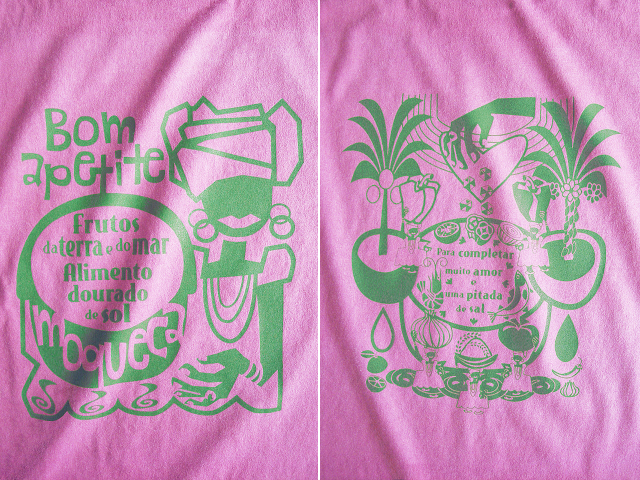 Bom
apetite
Frutos
da terra e do mar
Alimento
dourado
de sol
moqueca
Para completar
muito amor
e
uma pitada
de sal